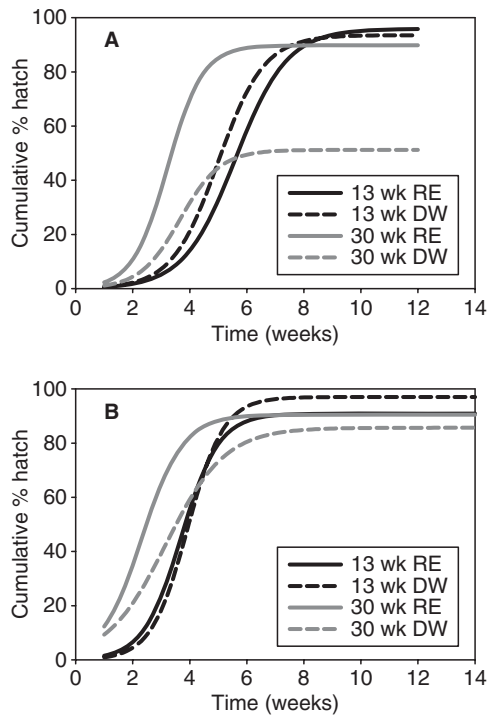 A
Cumulative % hatch
100
80
60
40
20
0
13 wk RE
13 wk DW
30 wk RE
30 wk DW
0 2 4 6 8 10 12 14
Time (weeks)
B
Cumulative % hatch
100
80
60
40
20
0
13 wk RE
13 wk DW
30 wk RE
30 wk DW
0 2 4 6 8 10 12 14
Time (weeks)